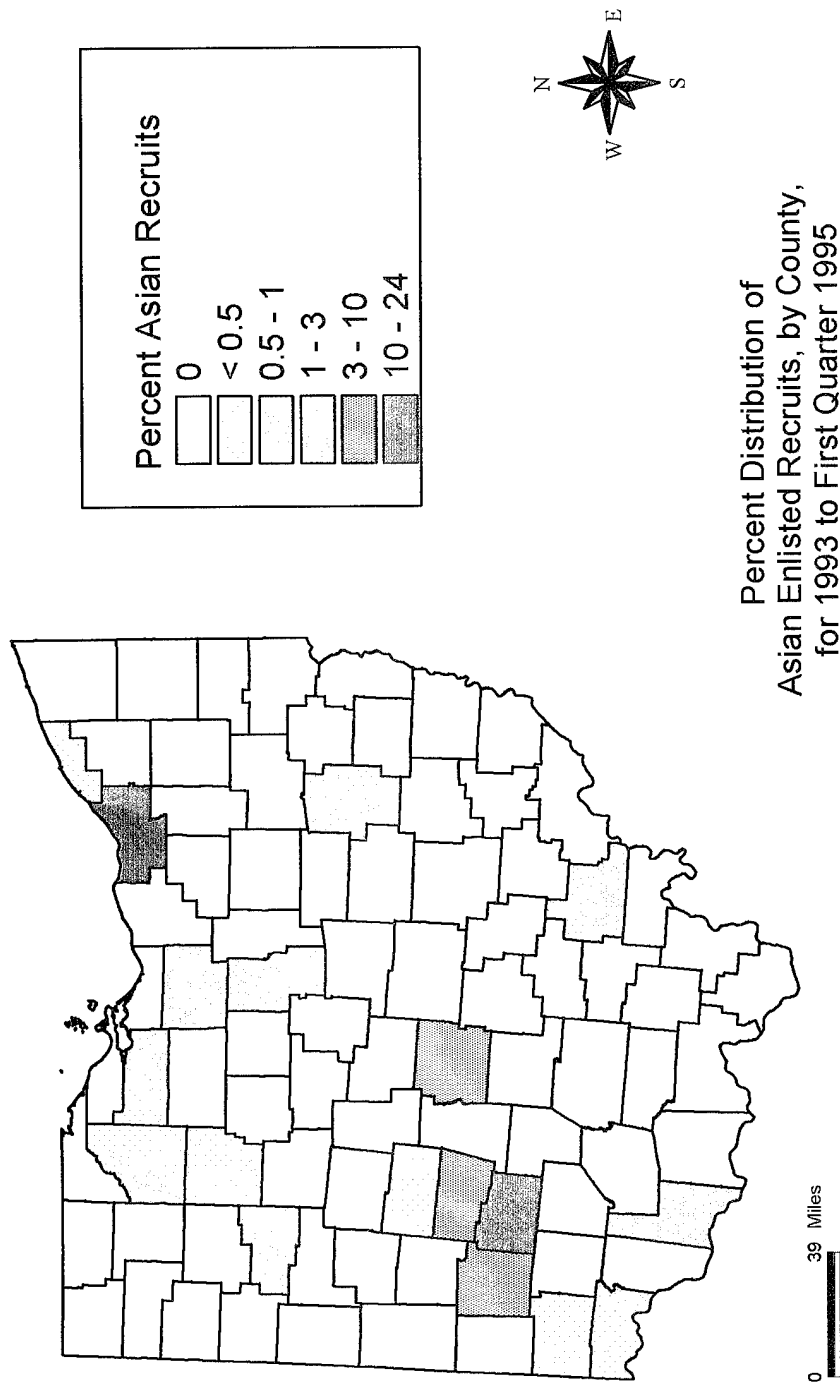 Percent Asian Recruits
0
< 0.5
0.5 - 1
1 - 3
3 - 10
10 - 24
N
W
E
S
Percent Distribution of
Asian Enlisted Recruits, by County,
for 1993 to First Quarter 1995
0
39 Miles